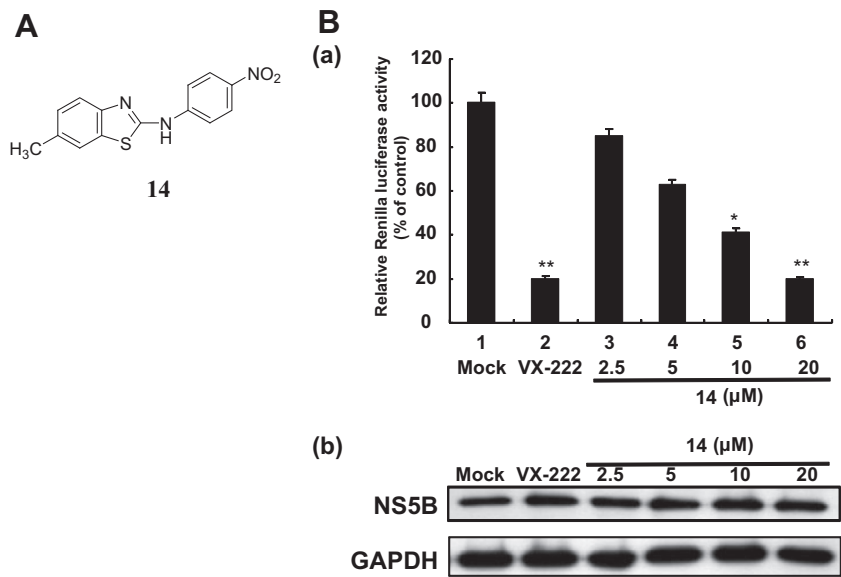 A
N
NO₂
N
H
S
H₃C
14
B
(a)
Relative Renilla luciferase activity
(% of control)
120
100
80
60
40
20
0
**
*
**
1 2 3 4 5 6
Mock VX-222 2.5 5 10 20
14 (μM)
(b)
14 (μM)
Mock VX-222 2.5 5 10 20
NS5B
GAPDH